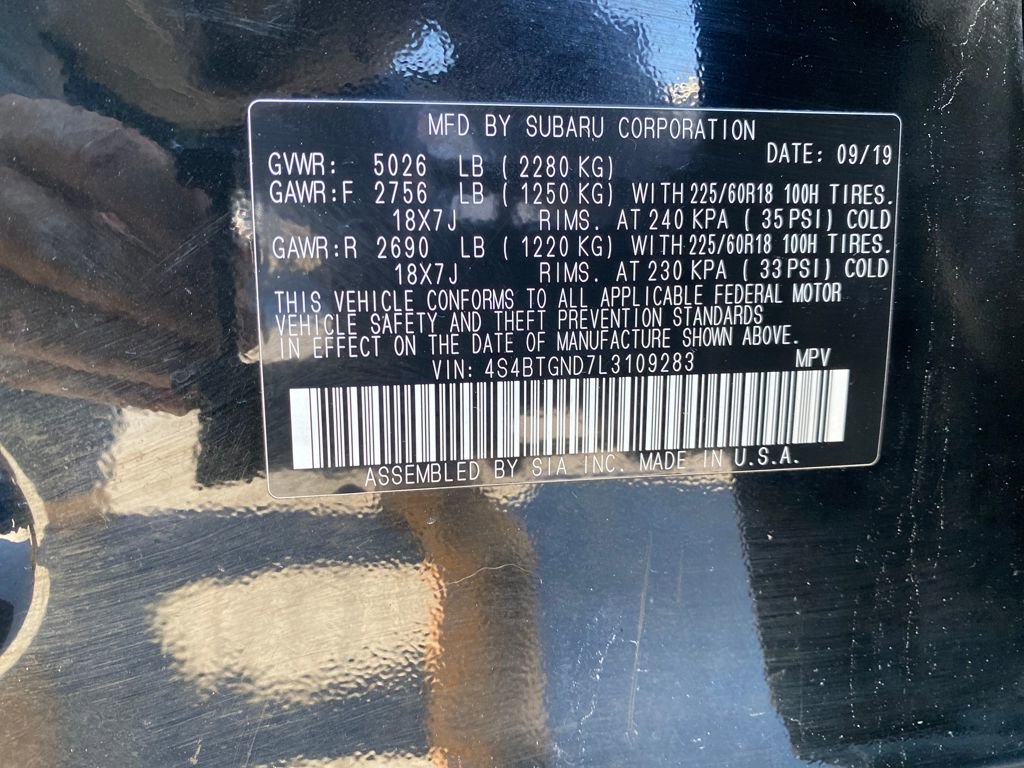 MFD BY SUBARU CORPORATION
DATE: 09/19
GVWR: 5026 LB ( 2280 KG)
GAWR:F 2756 LB ( 1250 KG) WITH 225/60R18 100H TIRES.
18X7J RIMS. AT 240 KPA ( 35 PSI) COLD
GAWR:R 2690 LB ( 1220 KG) WITH 225/60R18 100H TIRES.
18X7J RIMS. AT 230 KPA ( 33 PSI) COLD
THIS VEHICLE CONFORMS TO ALL APPLICABLE FEDERAL MOTOR
VEHICLE SAFETY AND THEFT PREVENTION STANDARDS
IN EFFECT ON THE DATE OF MANUFACTURE SHOWN ABOVE.
VIN: 4S4BTGND7L3109283 MPV
ASSEMBLED BY SIA INC. MADE IN U.S.A.